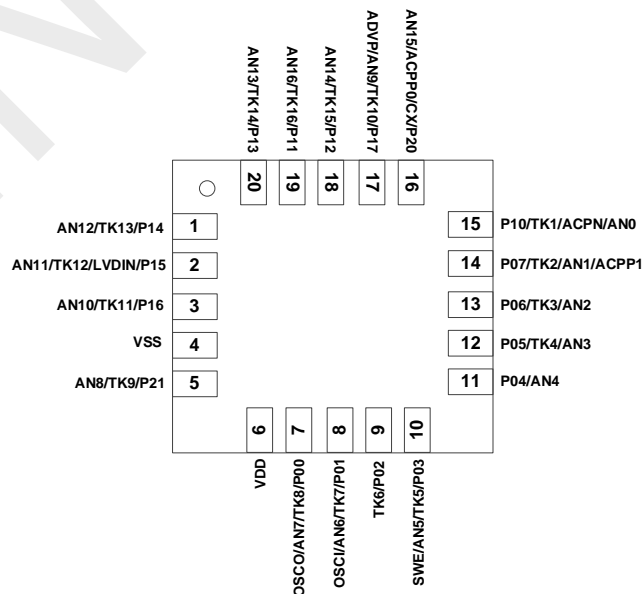 AN13/TK14/P13
AN16/TK16/P11
AN14/TK15/P12
ADVP/AN9/TK10/P17
AN15/ACPP0/CX/P20
20
19
18
17
16
AN12/TK13/P14 1
AN11/TK12/LVDIN/P15 2
AN10/TK11/P16 3
VSS 4
AN8/TK9/P21 5
15 P10/TK1/ACPN/AN0
14 P07/TK2/AN1/ACPP1
13 P06/TK3/AN2
12 P05/TK4/AN3
11 P04/AN4
6
7
8
9
10
VDD
OSCO/AN7/TK8/P00
OSCI/AN6/TK7/P01
TK6/P02
SWE/AN5/TK5/P03